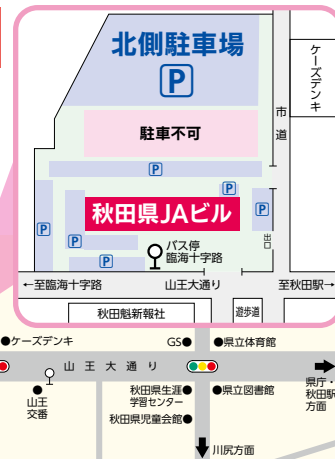 北側駐車場
P
ケーズデンキ
駐車不可
市道
P
P
P
P
秋田県JAビル
P
P
バス停
臨海十字路
出口
←至臨海十字路
山王大通り
至秋田駅→
秋田魁新報社
遊歩道
●ケーズデンキ
GS●
●県立体育館
山王大通り
山王
交番
秋田県生涯●
学習センター
●県立図書館
県庁・
秋田駅
方面
秋田県児童会館●
川尻方面